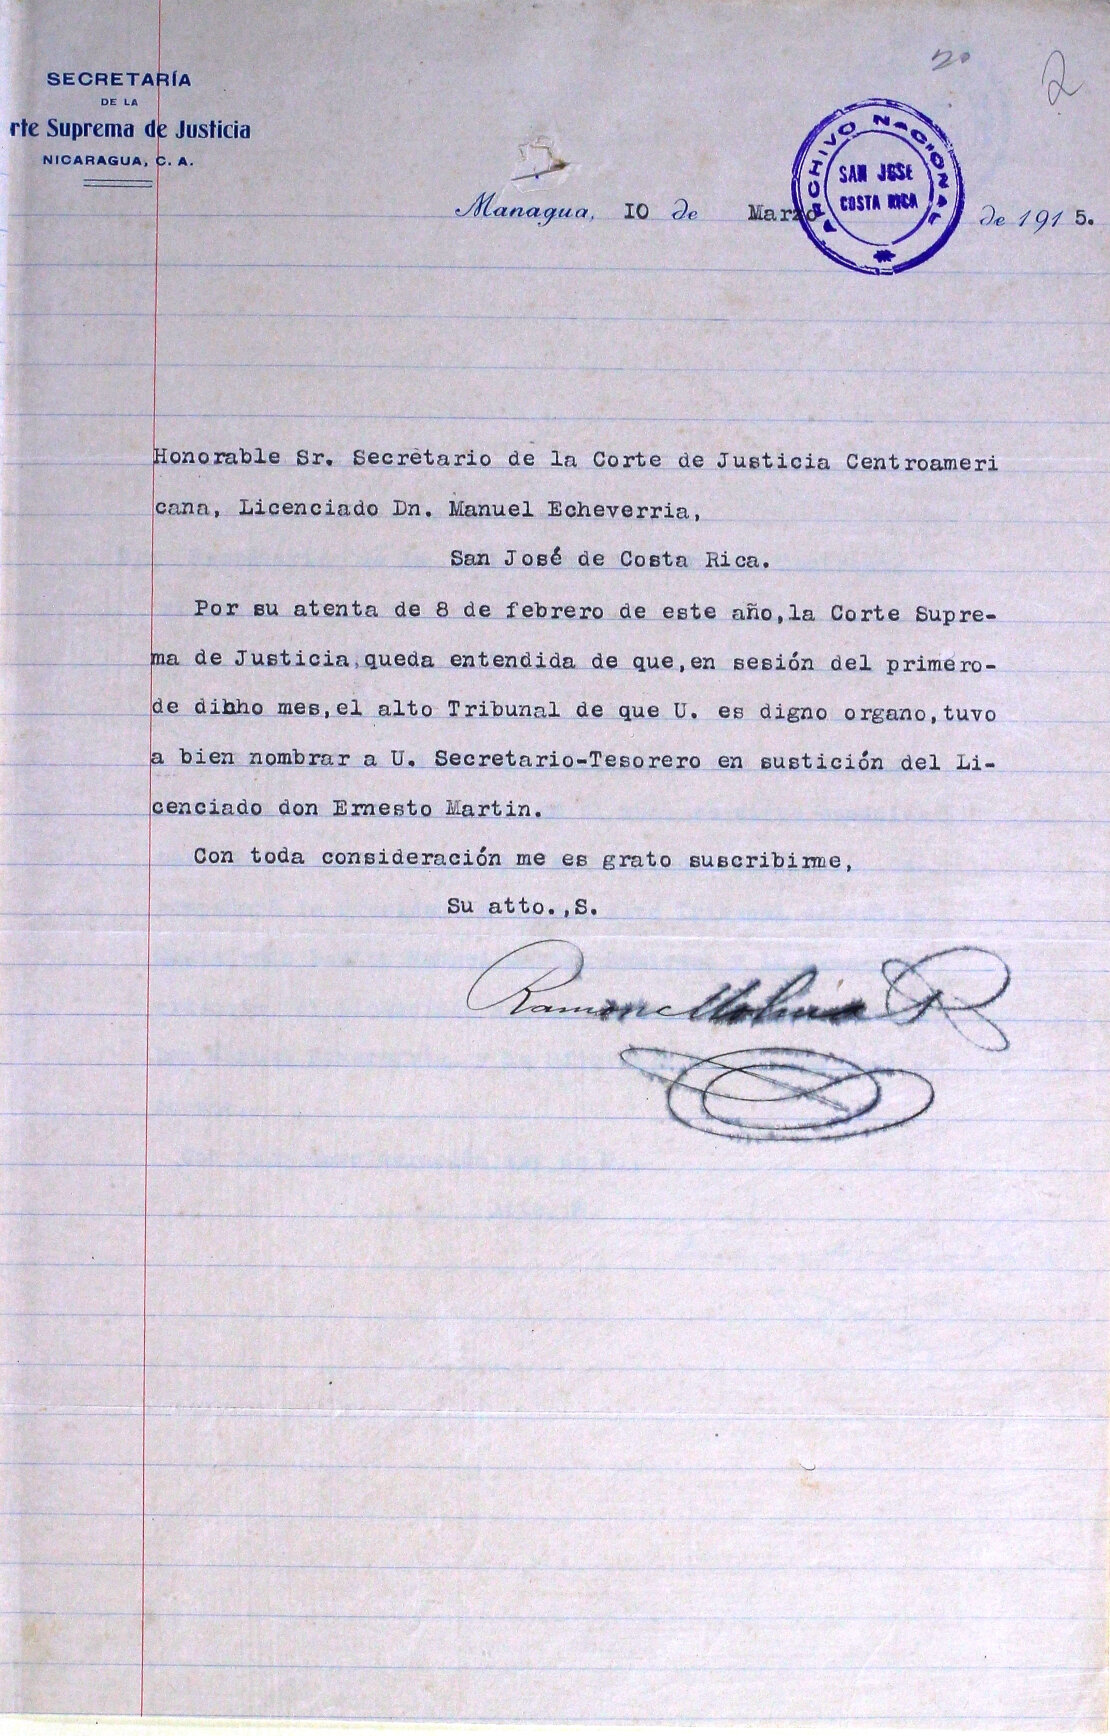 20
2
SECRETARÍA
DE LA
rte Suprema de Justicia
NICARAGUA, C. A.
ARCHIVO NACIONAL
SAN JOSE
COSTA RICA
Managua, 10 de Marzo de 1915.
Honorable Sr. Secretario de la Corte de Justicia Centroameri
cana, Licenciado Dn. Manuel Echeverria,
San José de Costa Rica.
Por su atenta de 8 de febrero de este año,la Corte Supre-
ma de Justicia,queda entendida de que,en sesión del primero-
de dihho mes,el alto Tribunal de que U. es digno organo,tuvo
a bien nombrar a U. Secretario-Tesorero en sustición del Li-
cenciado don Ernesto Martin.
Con toda consideración me es grato suscribirme,
Su atto.,S.
Ramon Molina R